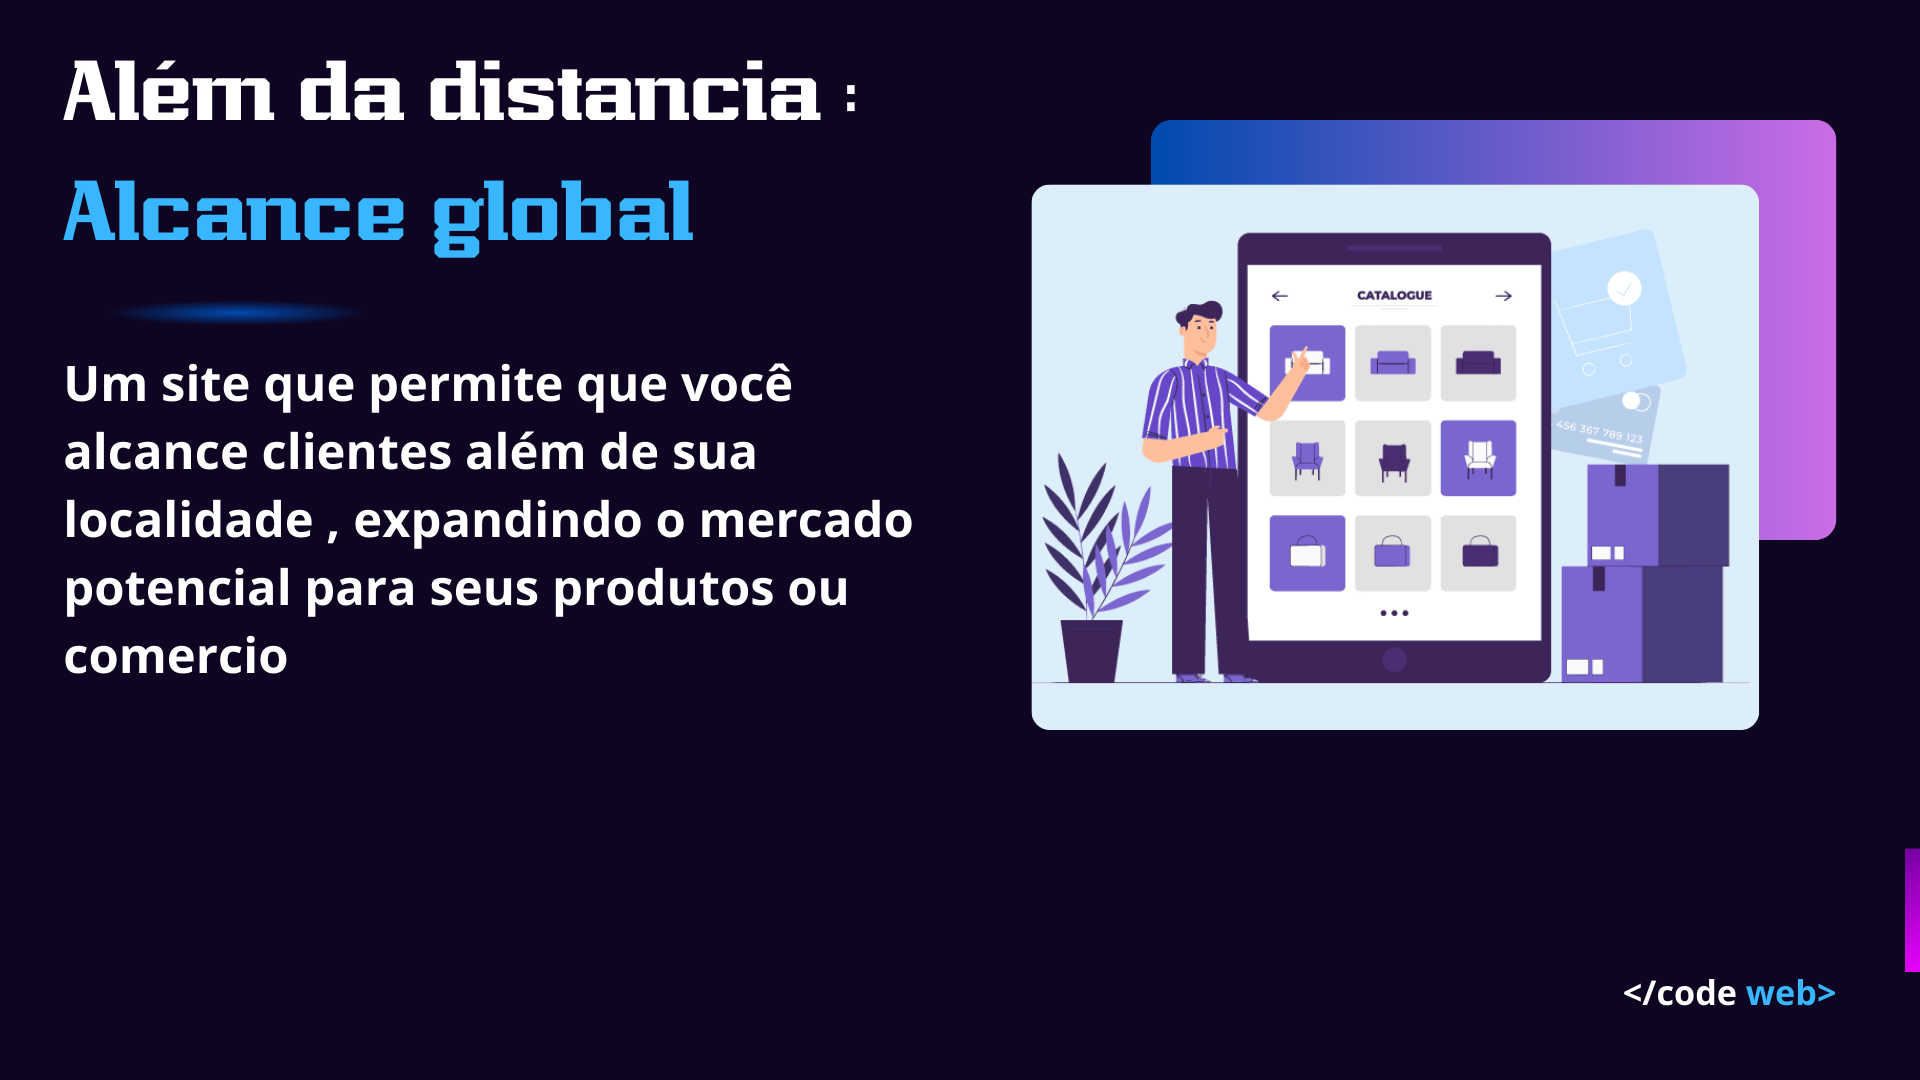 Além da distancia :
Alcance global
Um site que permite que você
alcance clientes além de sua
localidade , expandindo o mercado
potencial para seus produtos ou
comercio
CATALOGUE
456 367 789 123
</code web>